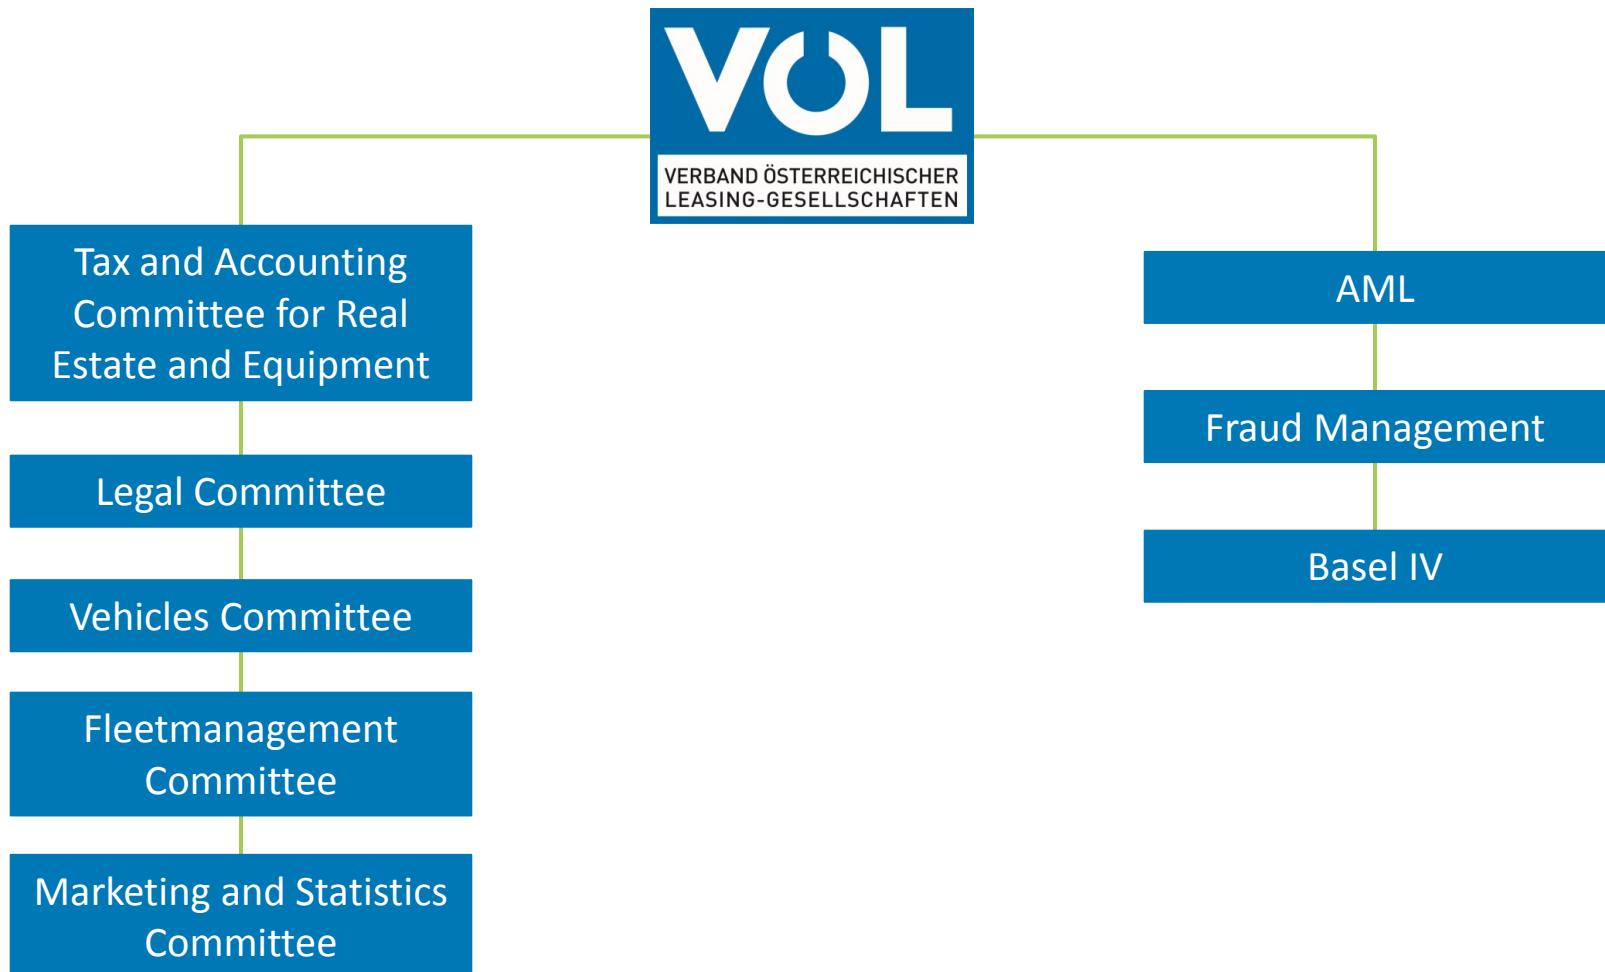 VÖL
VERBAND ÖSTERREICHISCHER
LEASING-GESELLSCHAFTEN
Tax and Accounting
Committee for Real
Estate and Equipment
Legal Committee
Vehicles Committee
Fleetmanagement
Committee
Marketing and Statistics
Committee
AML
Fraud Management
Basel IV